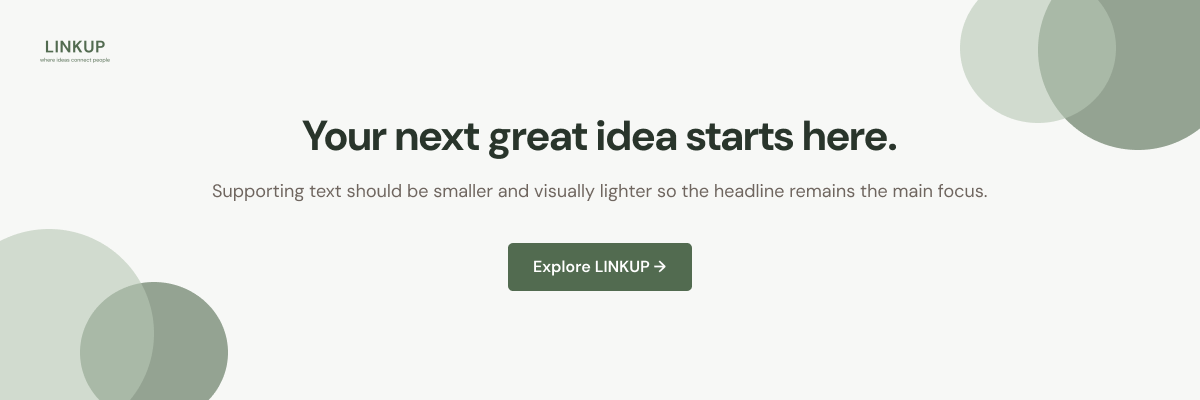 LINKUP
where ideas connect people
Your next great idea starts here.
Supporting text should be smaller and visually lighter so the headline remains the main focus.
Explore LINKUP →